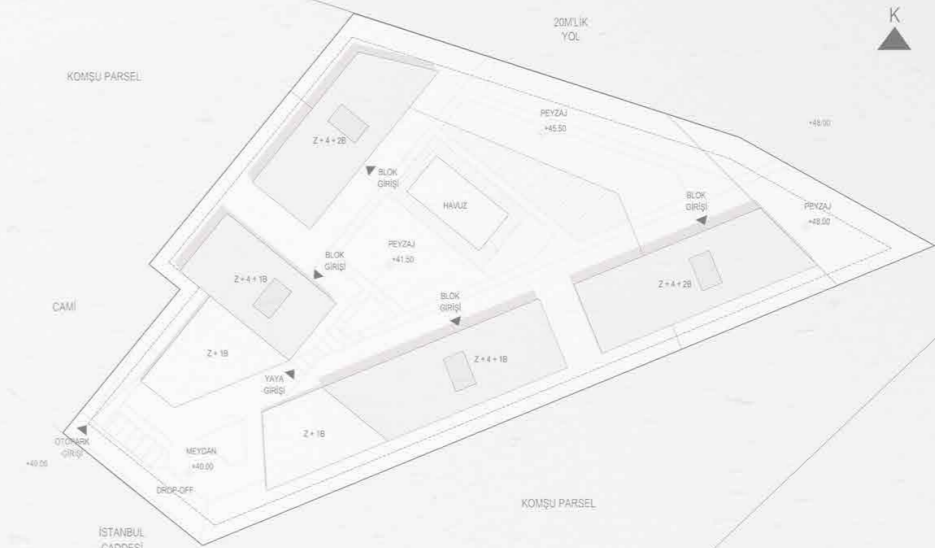 20M'LİK
YOL
K
KOMŞU PARSEL
PEYZAJ
+45.50
+48.00
Z + 4 + 2B
BLOK
GİRİŞİ
HAVUZ
BLOK
GİRİŞİ
PEYZAJ
+48.00
PEYZAJ
+41.50
BLOK
GİRİŞİ
Z + 4 + 1B
Z + 4 + 2B
CAMİ
BLOK
GİRİŞİ
Z + 1B
Z + 4 + 1B
YAYA
GİRİŞİ
Z + 1B
OTOPARK
GİRİŞİ
MEYDAN
+40.00
DROP-OFF
KOMŞU PARSEL
İSTANBUL
CADDESİ